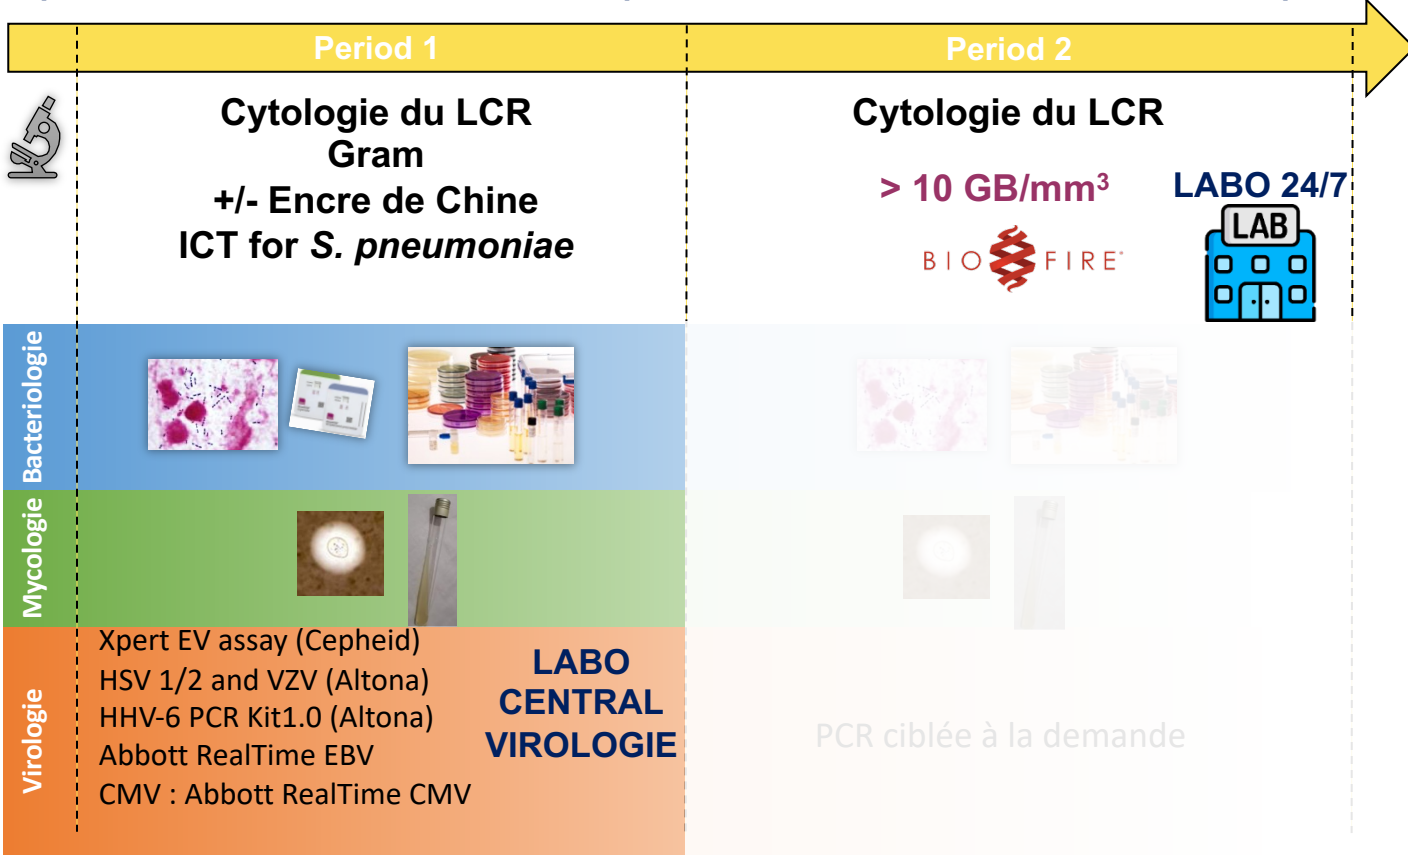 Period 1
Period 2
Cytologie du LCR
Gram
+/- Encre de Chine
ICT for S. pneumoniae
Cytologie du LCR
> 10 GB/mm³
BIOFIRE
LABO 24/7
LAB
Bacteriologie
Mycologie
Virologie
Xpert EV assay (Cepheid)
HSV 1/2 and VZV (Altona)
HHV-6 PCR Kit1.0 (Altona)
Abbott RealTime EBV
CMV : Abbott RealTime CMV
LABO
CENTRAL
VIROLOGIE
PCR ciblée à la demande